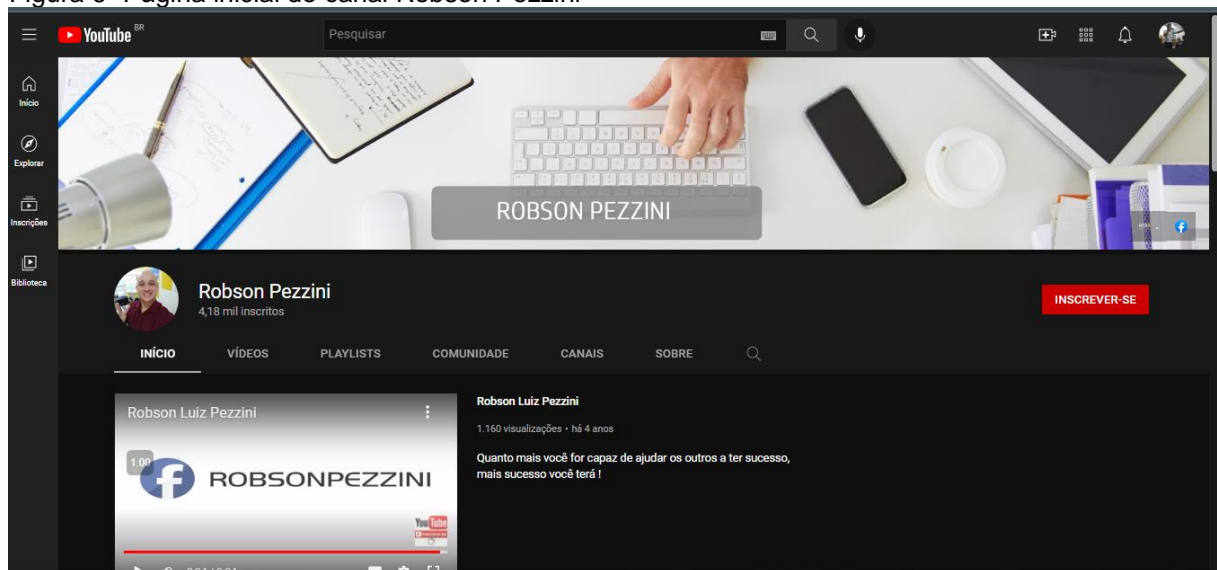 Figura 6- Página inicial do canal Robson Pezzini
YouTube BR
Pesquisar
Início
Explorar
Inscrições
Biblioteca
ROBSON PEZZINI
Robson Pezzini
4,18 mil inscritos
INSCREVER-SE
INÍCIO VÍDEOS PLAYLISTS COMUNIDADE CANAIS SOBRE
Robson Luiz Pezzini
1.00
ROBSONPEZZINI
YouTube
Robson Luiz Pezzini
1.160 visualizações • há 4 anos
Quanto mais você for capaz de ajudar os outros a ter sucesso,
mais sucesso você terá !